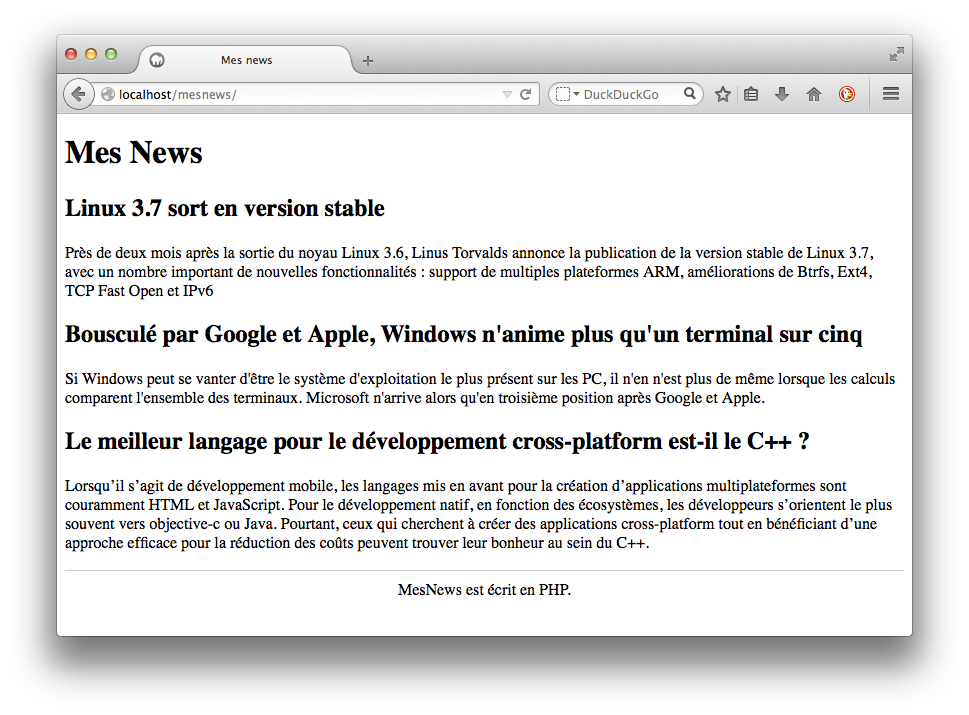 Mes news
localhost/mesnews/
DuckDuckGo
Mes News
Linux 3.7 sort en version stable
Près de deux mois après la sortie du noyau Linux 3.6, Linus Torvalds annonce la publication de la version stable de Linux 3.7,
avec un nombre important de nouvelles fonctionnalités : support de multiples plateformes ARM, améliorations de Btrfs, Ext4,
TCP Fast Open et IPv6
Bousculé par Google et Apple, Windows n'anime plus qu'un terminal sur cinq
Si Windows peut se vanter d'être le système d'exploitation le plus présent sur les PC, il n'en n'est plus de même lorsque les calculs
comparent l'ensemble des terminaux. Microsoft n'arrive alors qu'en troisième position après Google et Apple.
Le meilleur langage pour le développement cross-platform est-il le C++ ?
Lorsqu’il s’agit de développement mobile, les langages mis en avant pour la création d’applications multiplateformes sont
couramment HTML et JavaScript. Pour le développement natif, en fonction des écosystèmes, les développeurs s’orientent le plus
souvent vers objective-c ou Java. Pourtant, ceux qui cherchent à créer des applications cross-platform tout en bénéficiant d’une
approche efficace pour la réduction des coûts peuvent trouver leur bonheur au sein du C++.
MesNews est écrit en PHP.